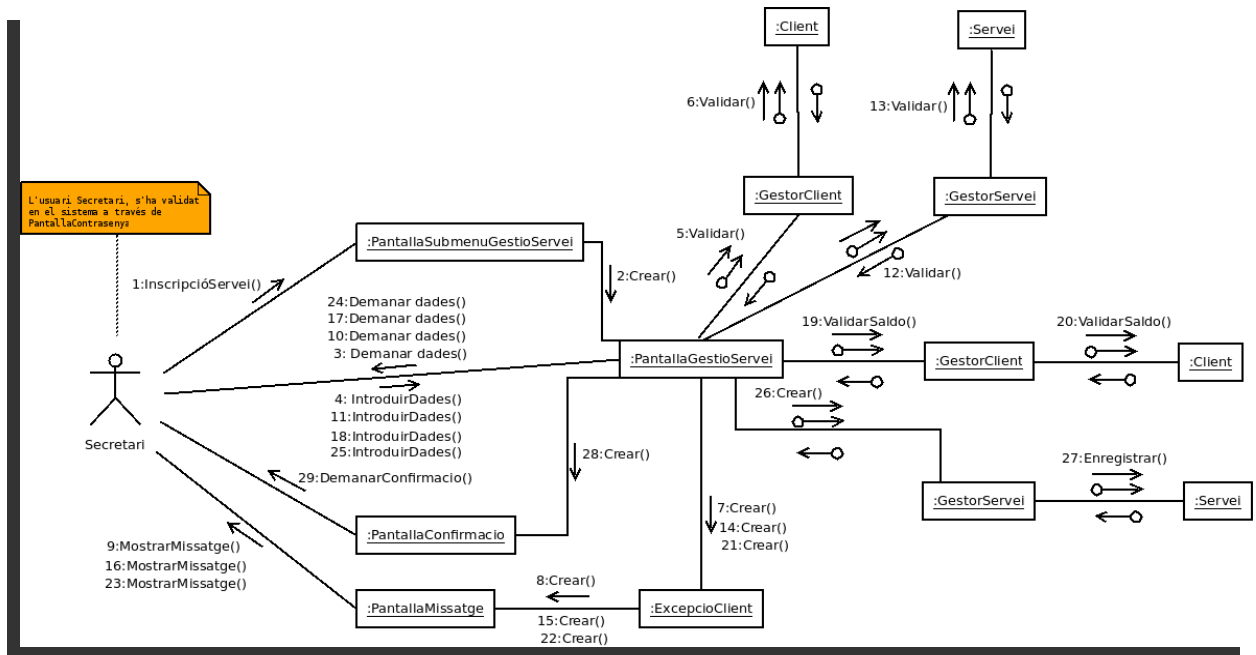 :Client
:Servei
6:Validar()
13:Validar()
L'usuari Secretari, s'ha validat
en el sistema a través de
PantallaContrasenya
:GestorClient
:GestorServei
:PantallaSubmenuGestioServei
5:Validar()
12:Validar()
1:InscripcióServei()
2:Crear()
24:Demanar dades()
17:Demanar dades()
10:Demanar dades()
3: Demanar dades()
19:ValidarSaldo()
20:ValidarSaldo()
:PantallaGestioServei
:GestorClient
:Client
4: IntroduirDades()
11:IntroduirDades()
18:IntroduirDades()
25:IntroduirDades()
26:Crear()
Secretari
28:Crear()
29:DemanarConfirmacio()
27:Enregistrar()
:GestorServei
:Servei
7:Crear()
14:Crear()
21:Crear()
:PantallaConfirmacio
9:MostrarMissatge()
16:MostrarMissatge()
23:MostrarMissatge()
8:Crear()
:PantallaMissatge
:ExcepcioClient
15:Crear()
22:Crear()